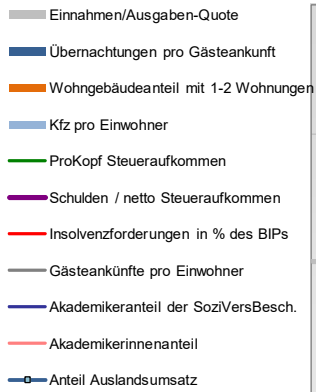 Einnahmen/Ausgaben-Quote
Übernachtungen pro Gästeankunft
Wohngebäudeanteil mit 1-2 Wohnungen
Kfz pro Einwohner
ProKopf Steueraufkommen
Schulden / netto Steueraufkommen
Insolvenzforderungen in % des BIPs
Gästeankünfte pro Einwohner
Akademikeranteil der SoziVersBesch.
Akademikerinnenanteil
Anteil Auslandsumsatz